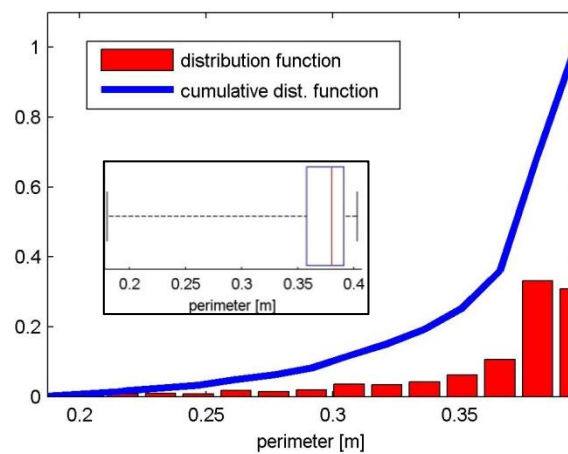 1
distribution function
cumulative dist. function
0.8
0.6
0.4
0.2
0
0.2 0.25 0.3 0.35 0.4
perimeter [m]
0.2 0.25 0.3 0.35
perimeter [m]